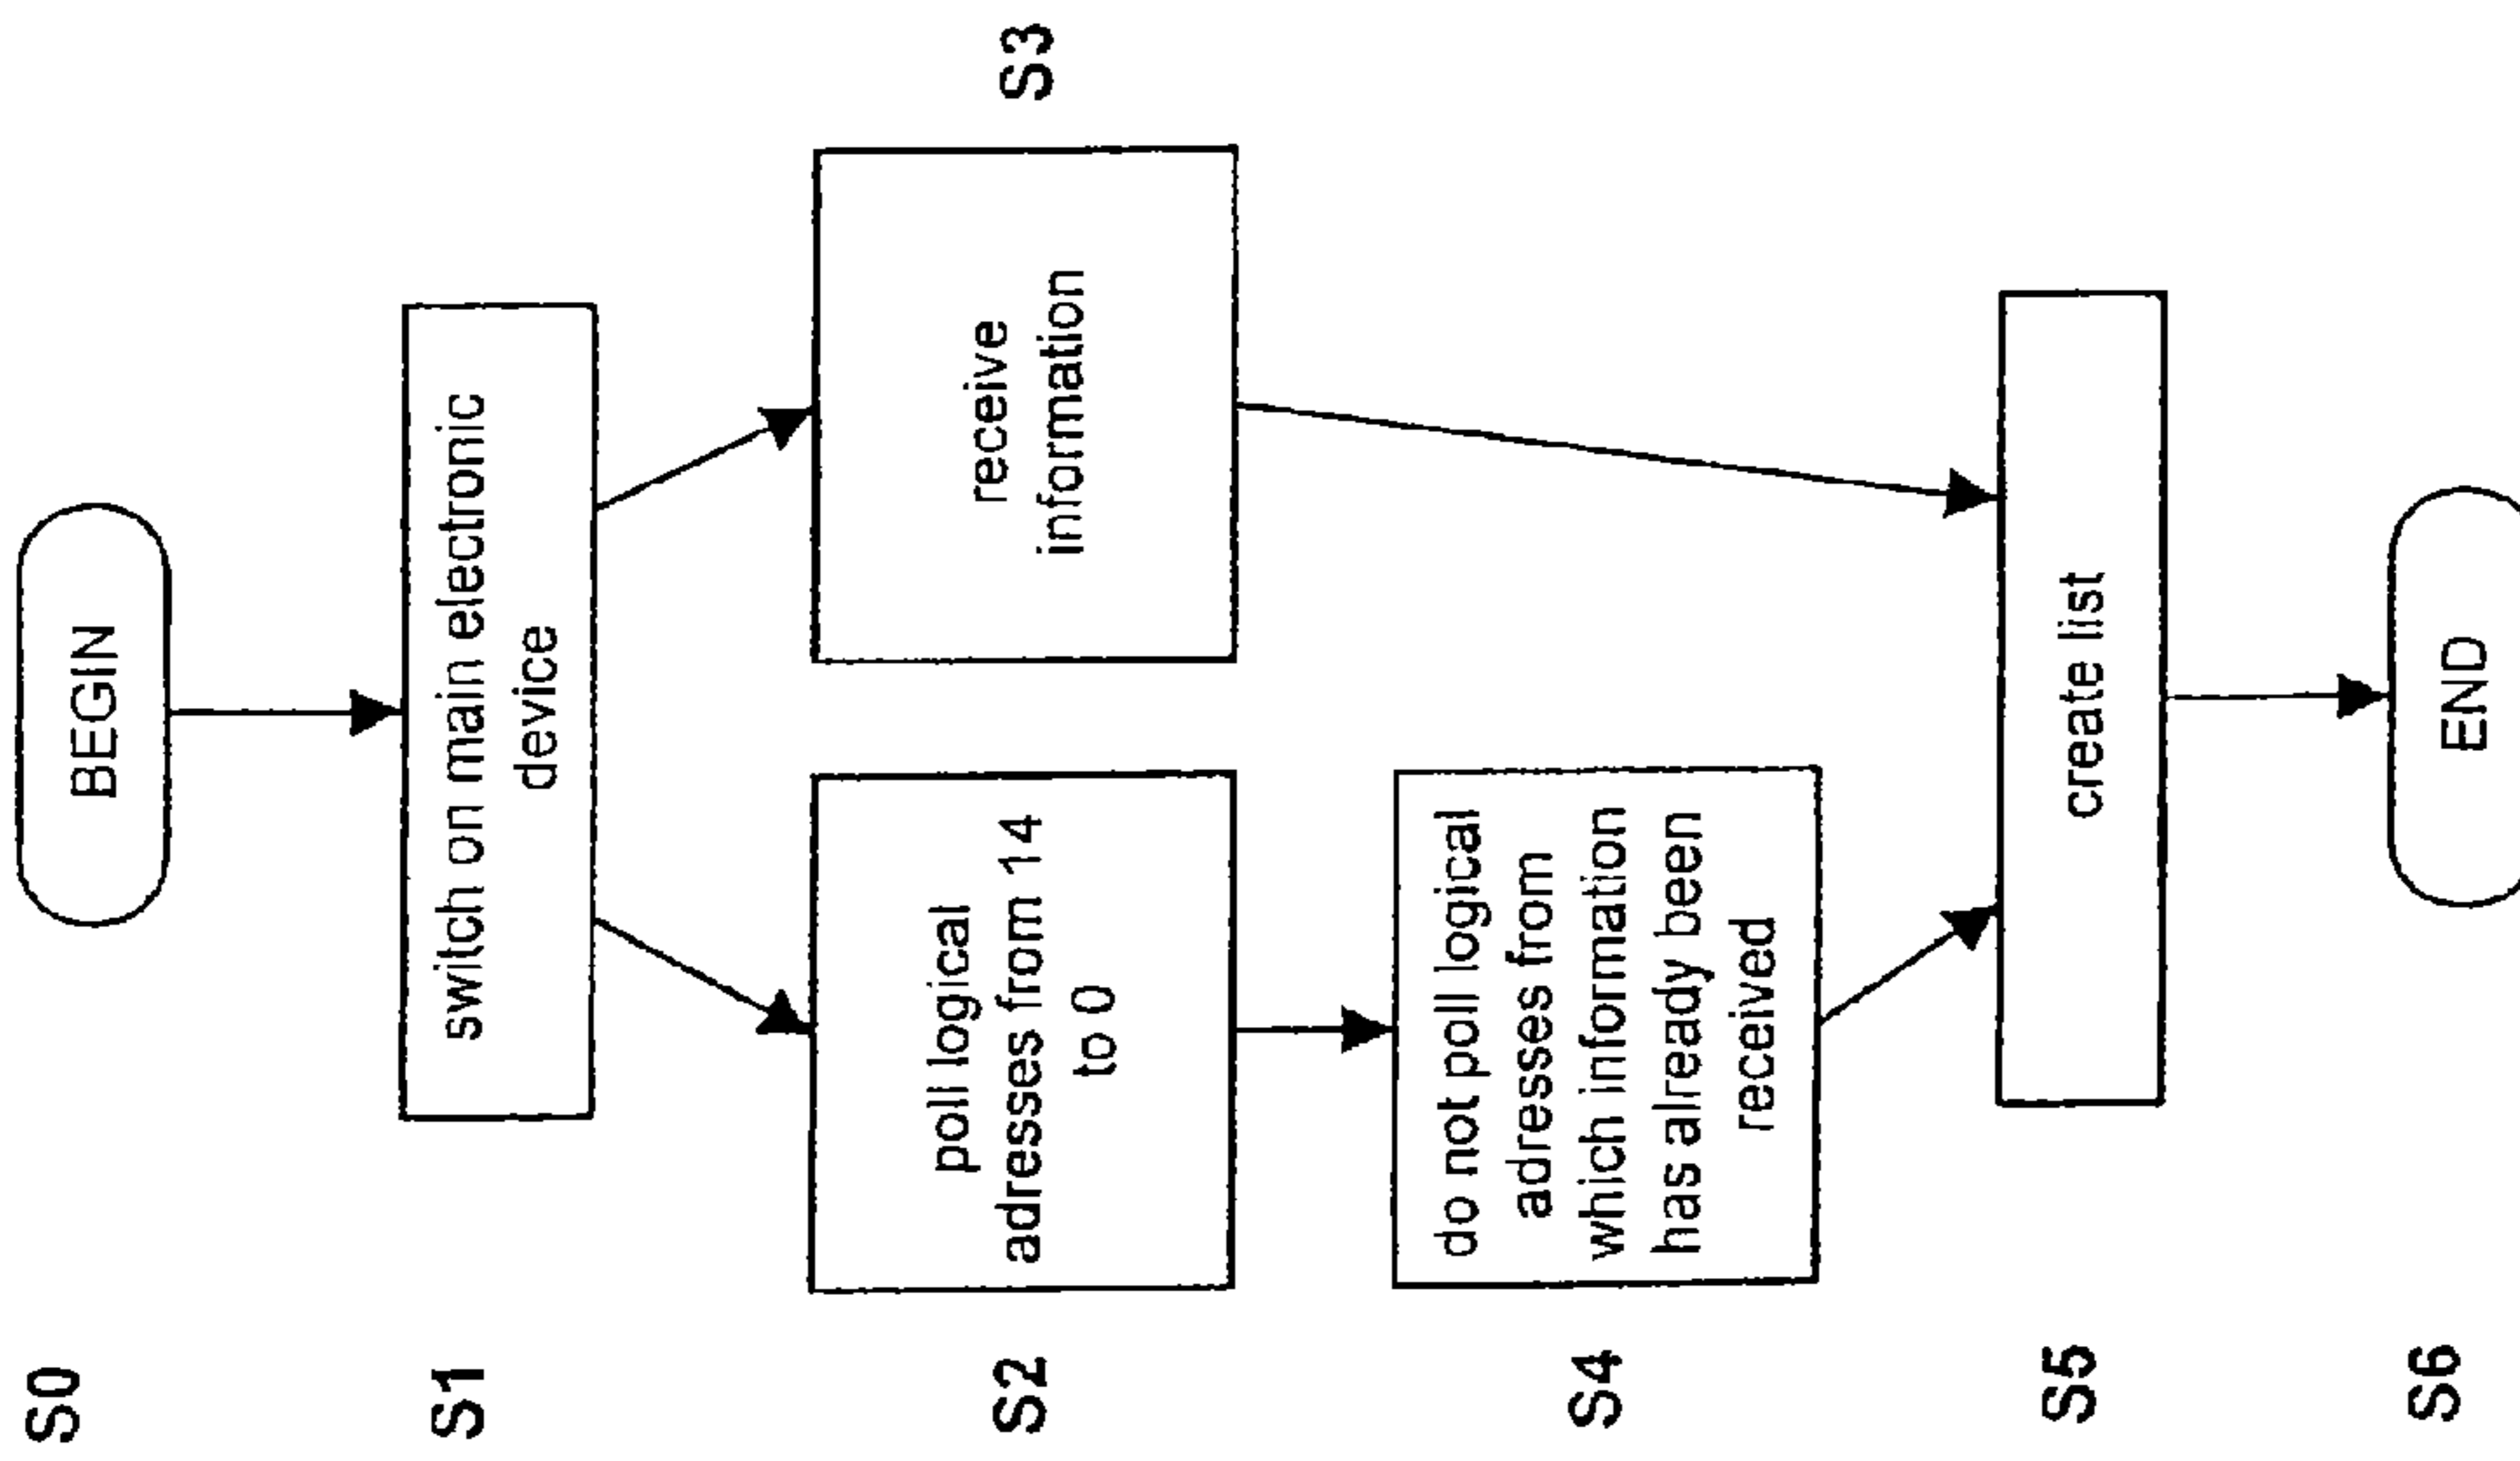 S0
BEGIN
S1
switch on main electronic
device
S2
poll logical
adresses from 14
to 0
S3
receive
information
S4
do not poll logical
adresses from
which information
has already been
received
S5
create list
S6
END